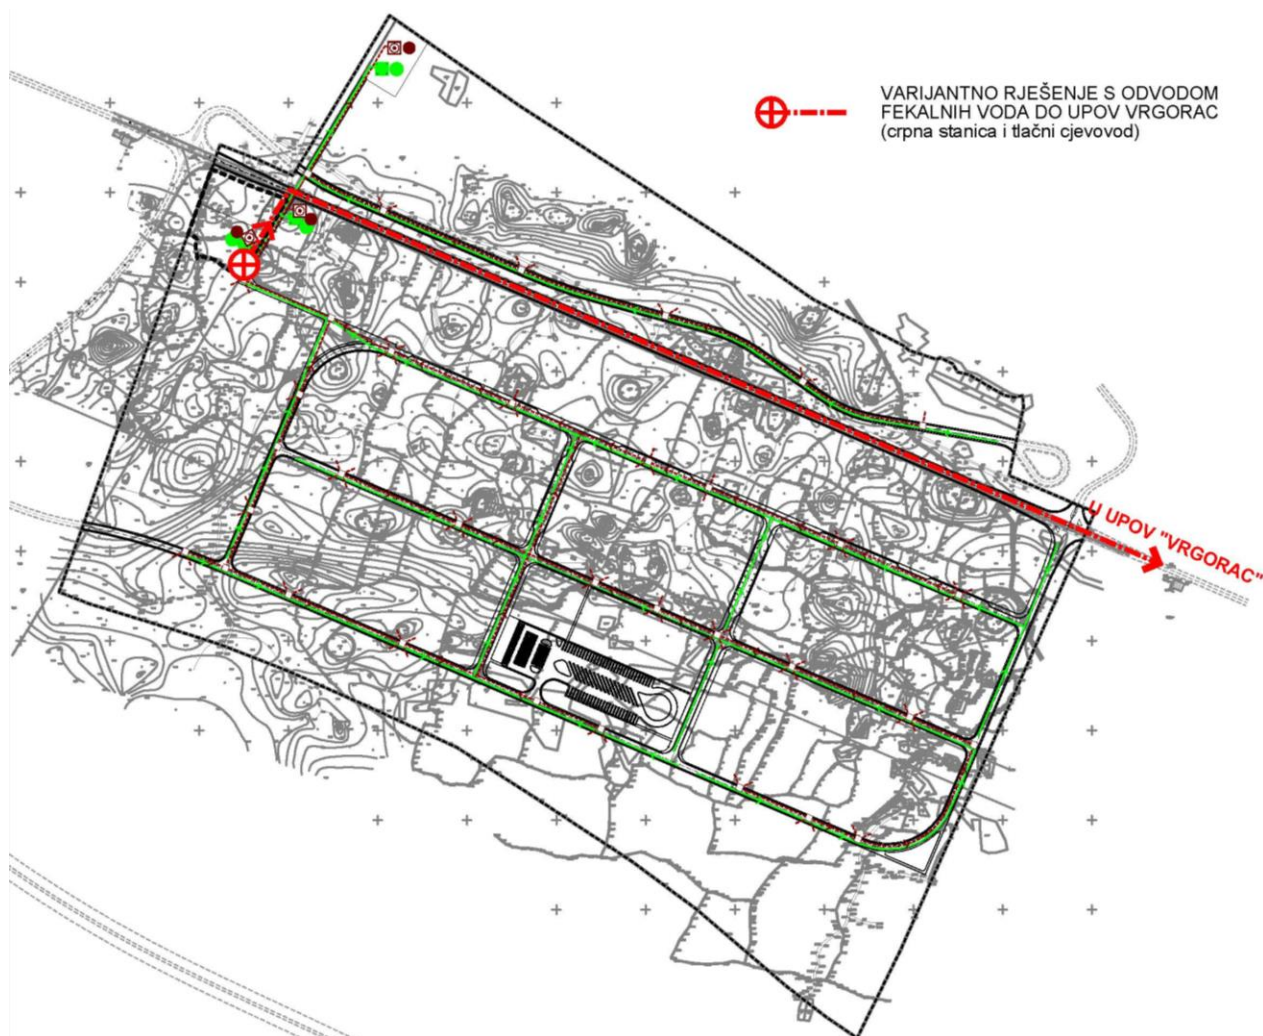 VARIJANTNO RJEŠENJE S ODVODOM
FEKALNIH VODA DO UPOV VRGORAC
(crpna stanica i tlačni cjevovod)
U UPOV "VRGORAC"